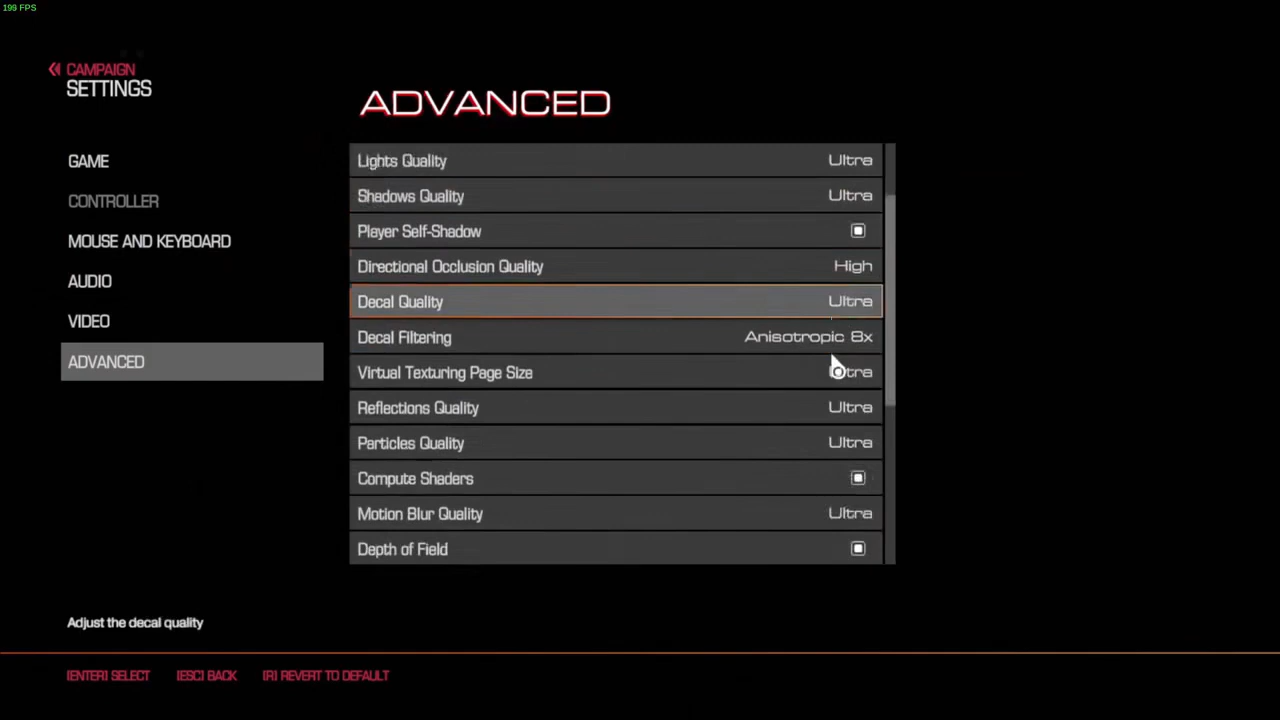 199 FPS
CAMPAIGN
SETTINGS
ADVANCED
GAME
CONTROLLER
MOUSE AND KEYBOARD
AUDIO
VIDEO
ADVANCED
Lights Quality Ultra
Shadows Quality Ultra
Player Self-Shadow
Directional Occlusion Quality High
Decal Quality Ultra
Decal Filtering Anisotropic 8x
Virtual Texturing Page Size Ultra
Reflections Quality Ultra
Particles Quality Ultra
Compute Shaders
Motion Blur Quality Ultra
Depth of Field
Adjust the decal quality
[ENTER] SELECT [ESC] BACK [R] REVERT TO DEFAULT